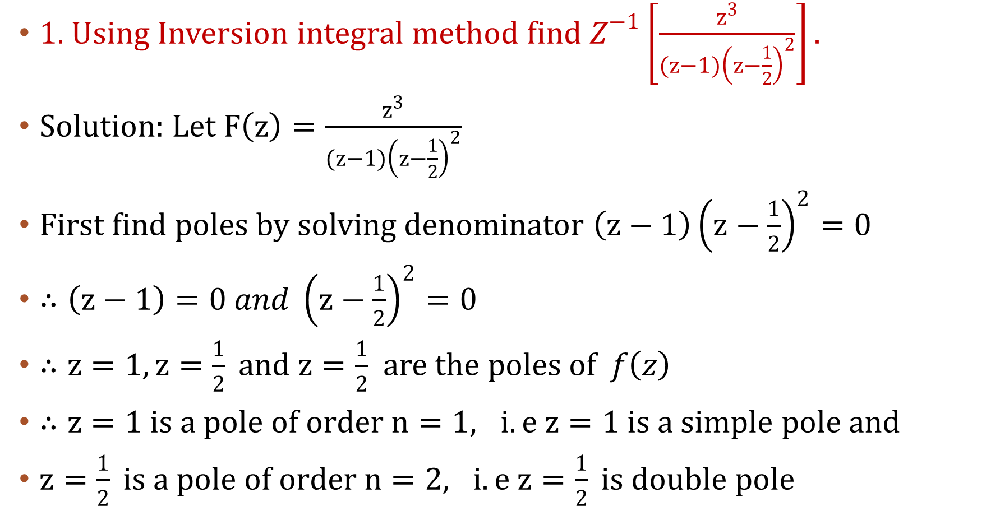 • 1. Using Inversion integral method find $Z^{-1}\left[\frac{z^3}{(z-1)\left(z-\frac{1}{2}\right)^2}\right]$.
• Solution: Let $F(z) = \frac{z^3}{(z-1)\left(z-\frac{1}{2}\right)^2}$
• First find poles by solving denominator $(z-1)\left(z-\frac{1}{2}\right)^2 = 0$
• ∴ $(z-1) = 0$ and $\left(z-\frac{1}{2}\right)^2 = 0$
• ∴ $z = 1, z = \frac{1}{2}$ and $z = \frac{1}{2}$ are the poles of $f(z)$
• ∴ $z = 1$ is a pole of order $n = 1$, i.e $z = 1$ is a simple pole and
• $z = \frac{1}{2}$ is a pole of order $n = 2$, i.e $z = \frac{1}{2}$ is double pole